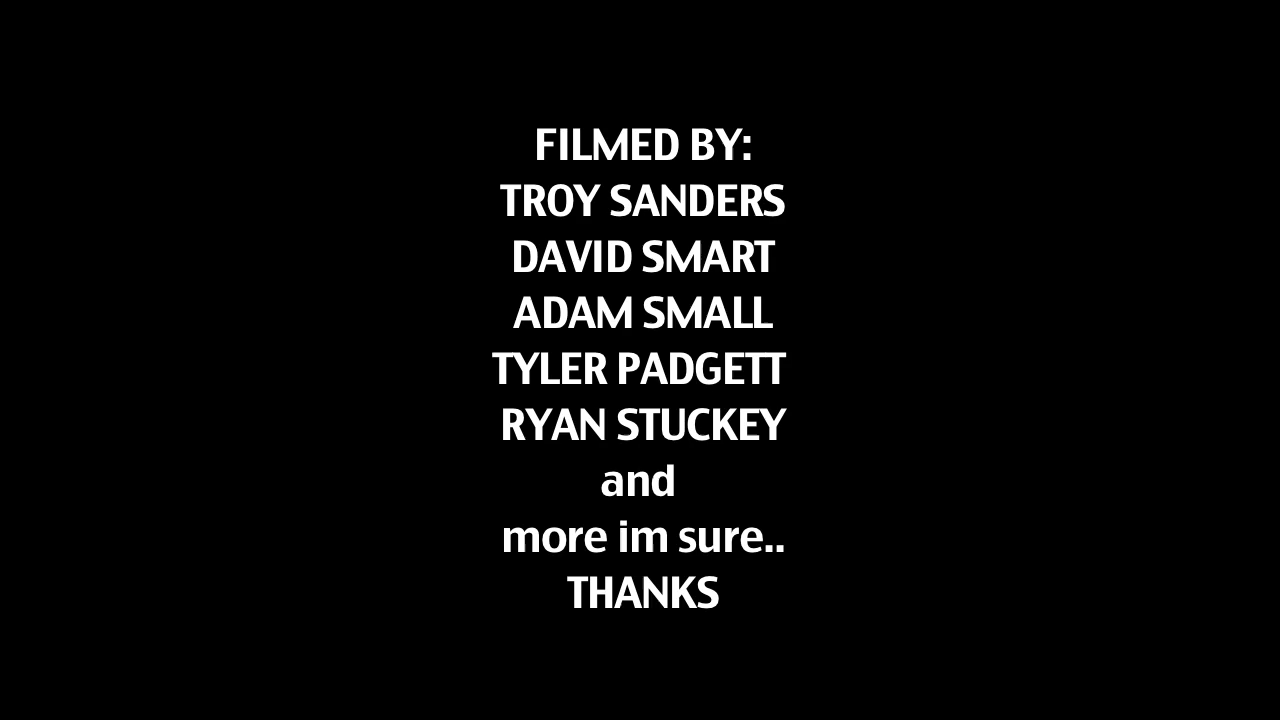 FILMED BY:
TROY SANDERS
DAVID SMART
ADAM SMALL
TYLER PADGETT
RYAN STUCKEY
and
more im sure..
THANKS